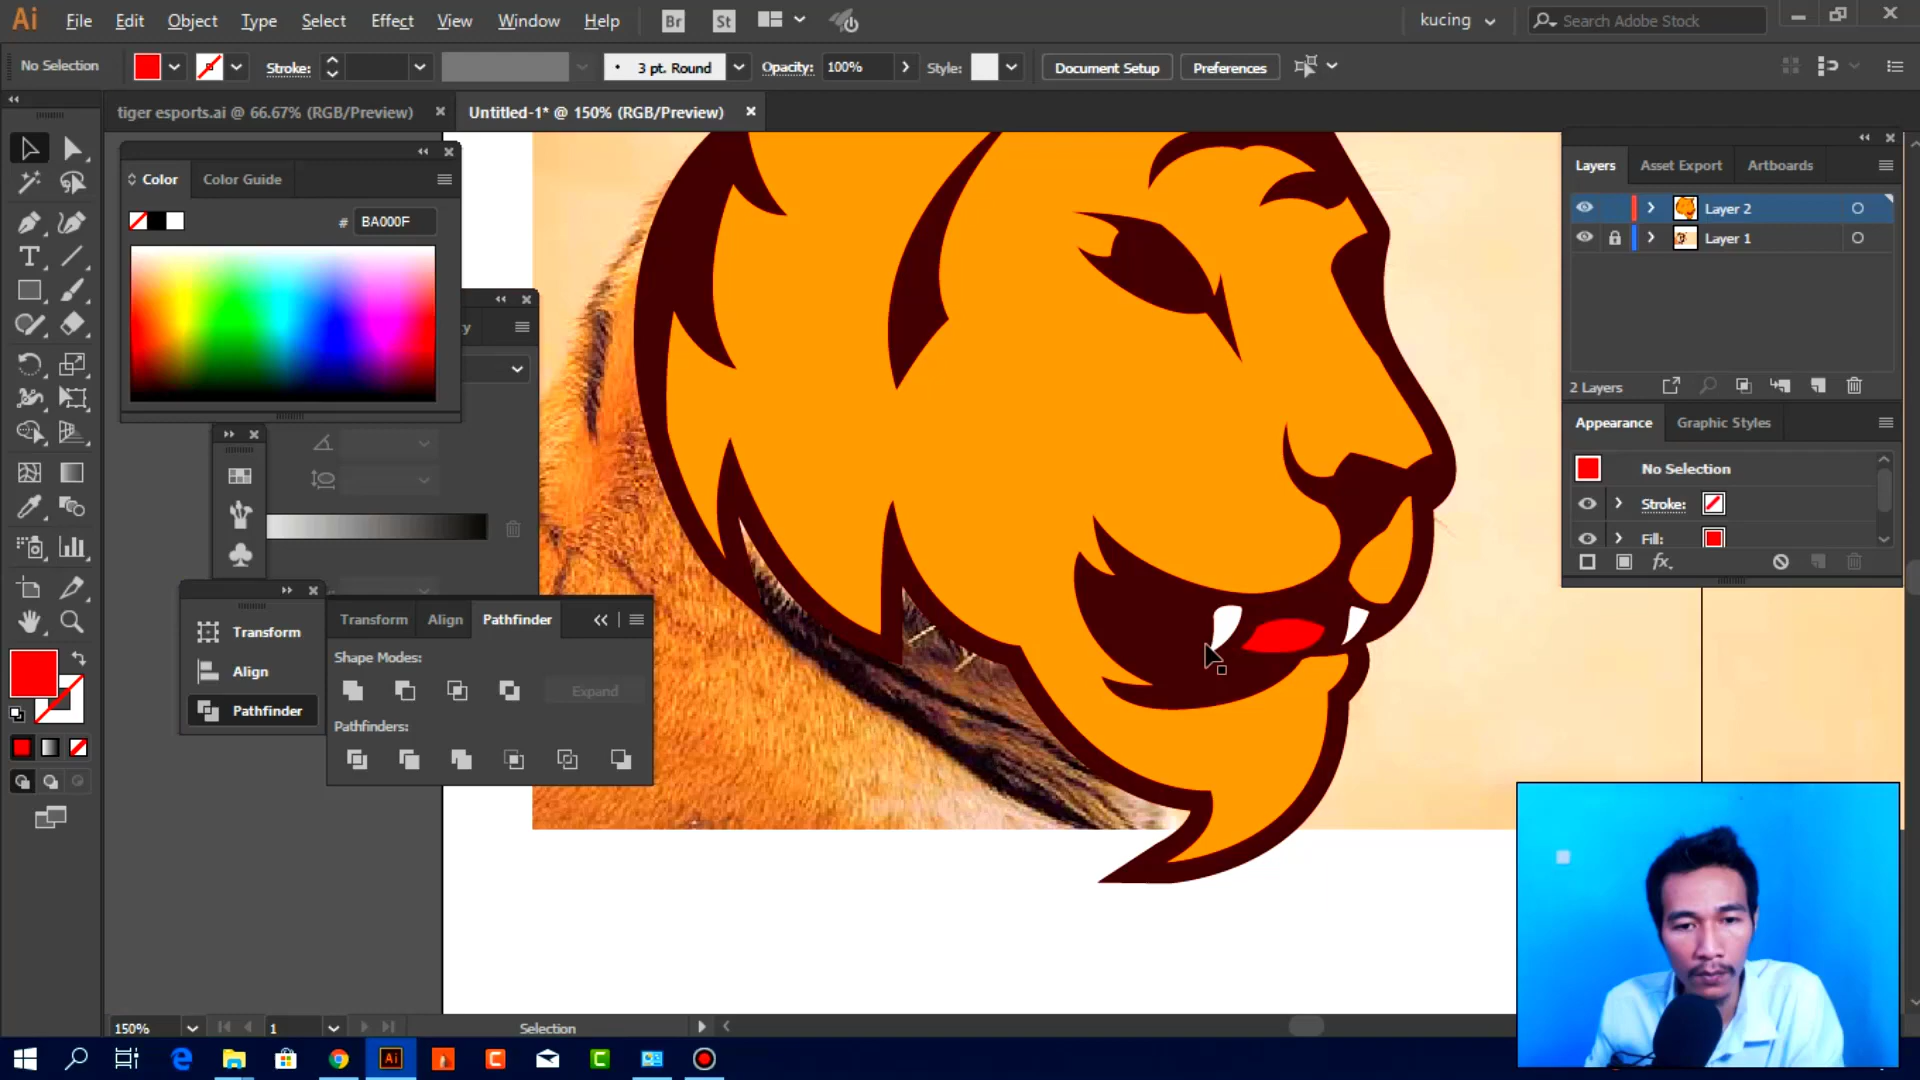 Ai File Edit Object Type Select Effect View Window Help Br St kucing Search Adobe Stock
No Selection Stroke: 3 pt. Round Opacity: 100% Style: Document Setup Preferences
tiger esports.ai @ 66.67% (RGB/Preview) Untitled-1* @ 150% (RGB/Preview)
Color Color Guide
# BA000F
Layers Asset Export Artboards
Layer 2
Layer 1
2 Layers
Appearance Graphic Styles
No Selection
Stroke:
Fill:
fx
Transform
Align
Pathfinder
Transform Align Pathfinder
Shape Modes:
Expand
Pathfinders:
150% 1 Selection
Ai